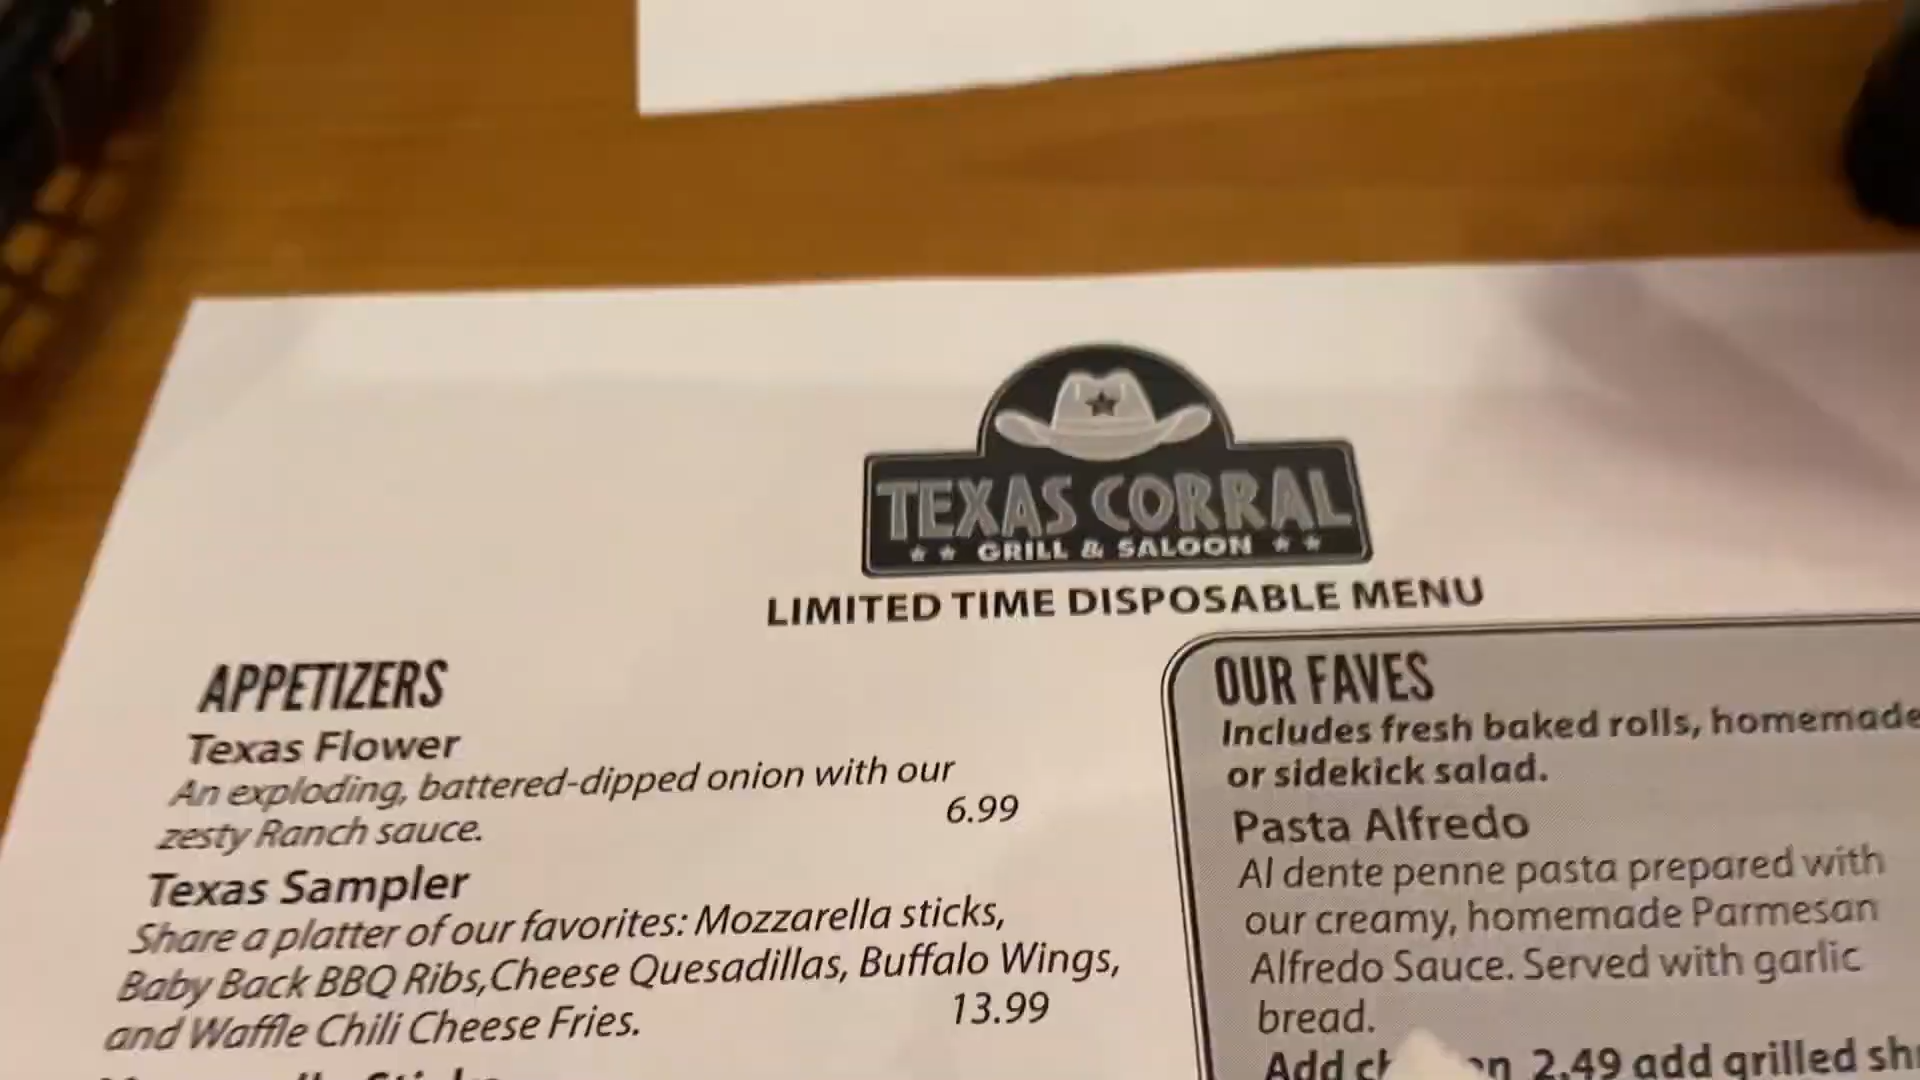 TEXAS CORRAL
GRILL & SALOON
LIMITED TIME DISPOSABLE MENU
APPETIZERS
Texas Flower
An exploding, battered-dipped onion with our
zesty Ranch sauce.
6.99
Texas Sampler
Share a platter of our favorites: Mozzarella sticks,
Baby Back BBQ Ribs,Cheese Quesadillas, Buffalo Wings,
and Waffle Chili Cheese Fries.
13.99
OUR FAVES
Includes fresh baked rolls, homemade
or sidekick salad.
Pasta Alfredo
Al dente penne pasta prepared with
our creamy, homemade Parmesan
Alfredo Sauce. Served with garlic
bread.
Add 2.49 add grilled